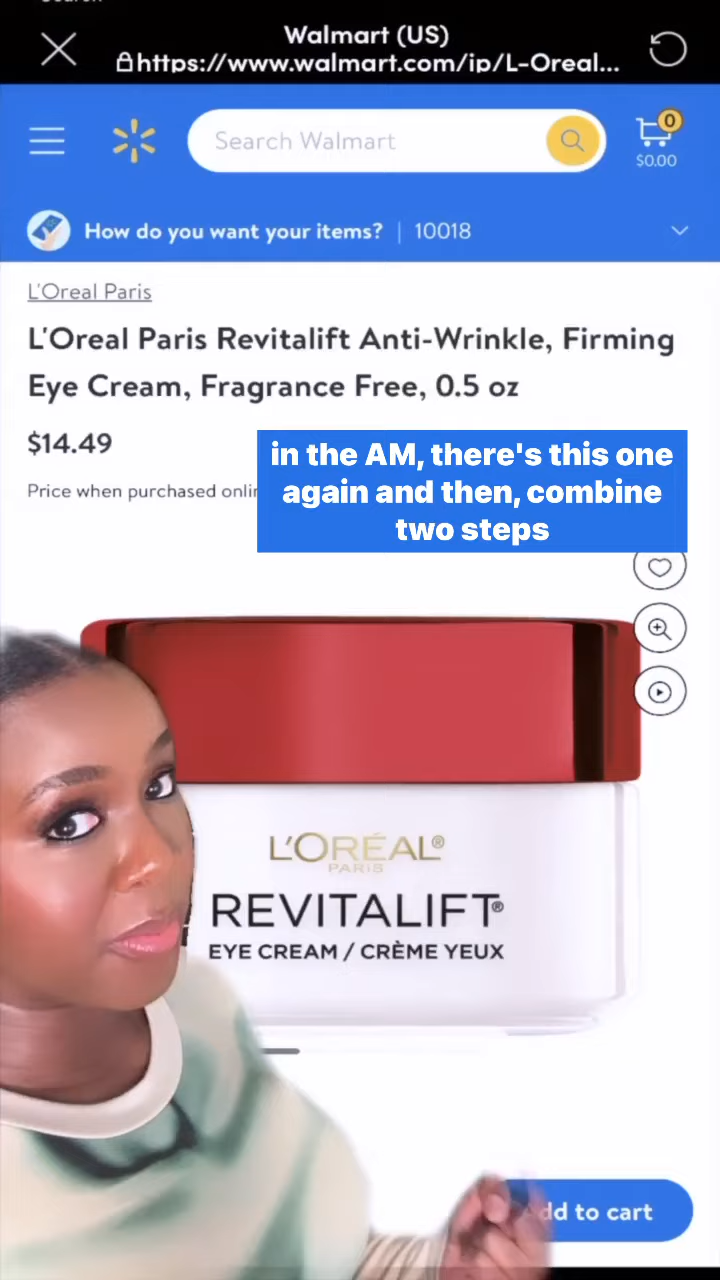 Walmart (US)
https://www.walmart.com/ip/L-Oreal...
Search Walmart
0
$0.00
How do you want your items? | 10018
L'Oreal Paris
L'Oreal Paris Revitalift Anti-Wrinkle, Firming
Eye Cream, Fragrance Free, 0.5 oz
$14.49
in the AM, there's this one
again and then, combine
two steps
Price when purchased onlin
L'ORÉAL®
PARIS
REVITALIFT®
EYE CREAM / CRÈME YEUX
dd to cart